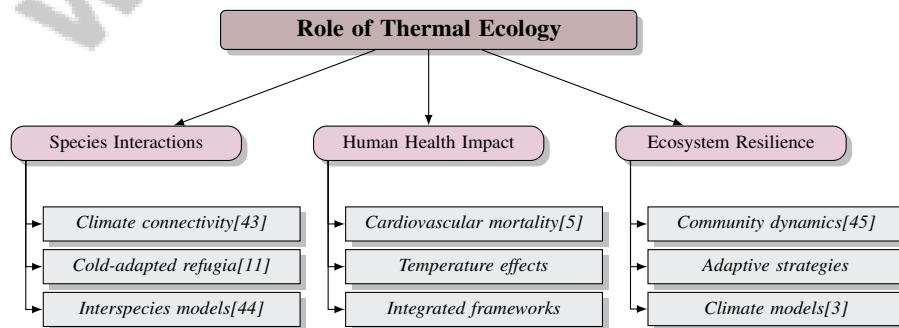 Role of Thermal Ecology
Species Interactions
Human Health Impact
Ecosystem Resilience
Climate connectivity[43]
Cardiovascular mortality[5]
Community dynamics[45]
Cold-adapted refugia[11]
Temperature effects
Adaptive strategies
Interspecies models[44]
Integrated frameworks
Climate models[3]